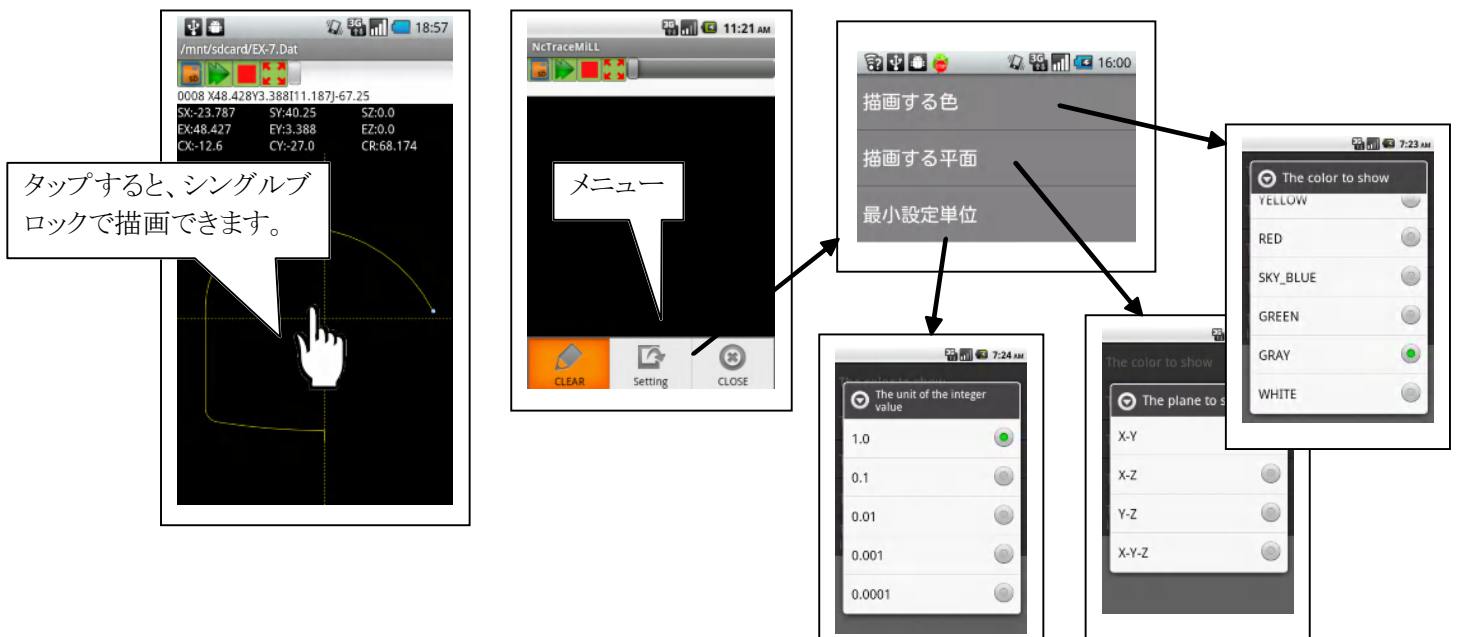 18:57
/mnt/sdcard/EX-7.Dat
0008 X48.428Y3.388I11.187J-67.25
SX:-23.787 SY:40.25 SZ:0.0
EX:48.427 EY:3.388 EZ:0.0
CX:-12.6 CY:-27.0 CR:68.174
タップすると、シングルブ
ロックで描画できます。
11:21 AM
NcTraceMiLL
メニュー
CLEAR Setting CLOSE
16:00
描画する色
描画する平面
最小設定単位
7:24 AM
The color to show
The unit of the integer
value
1.0
0.1
0.01
0.001
0.0001
The color to show
The plane to s
X-Y
X-Z
Y-Z
X-Y-Z
7:23 AM
The color to show
YELLOW
RED
SKY_BLUE
GREEN
GRAY
WHITE